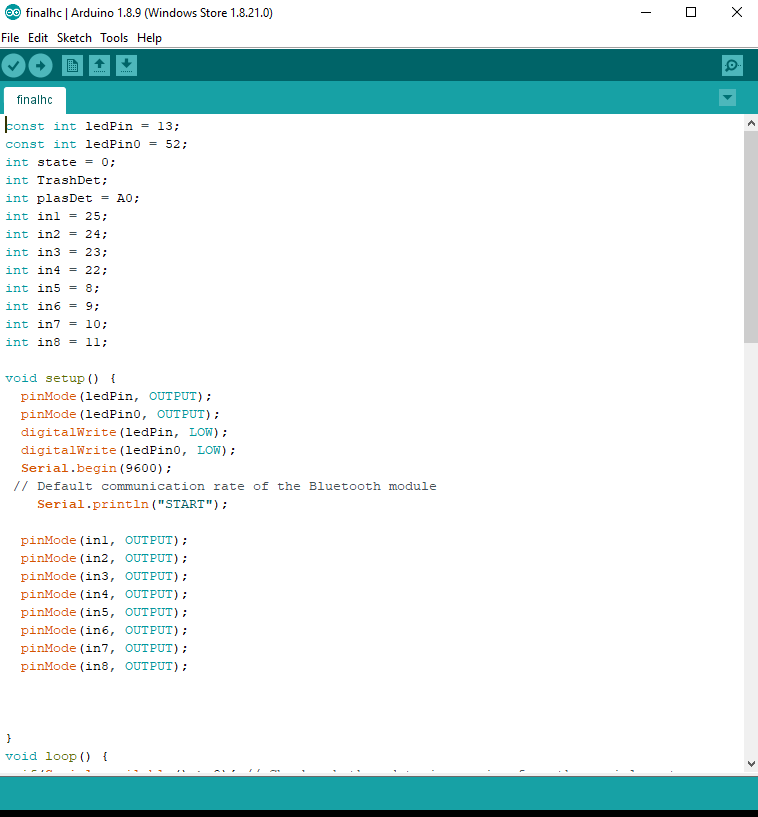 finalhc | Arduino 1.8.9 (Windows Store 1.8.21.0)
File Edit Sketch Tools Help
finalhc
const int ledPin = 13;
const int ledPin0 = 52;
int state = 0;
int TrashDet;
int plasDet = A0;
int in1 = 25;
int in2 = 24;
int in3 = 23;
int in4 = 22;
int in5 = 8;
int in6 = 9;
int in7 = 10;
int in8 = 11;
void setup() {
pinMode(ledPin, OUTPUT);
pinMode(ledPin0, OUTPUT);
digitalWrite(ledPin, LOW);
digitalWrite(ledPin0, LOW);
Serial.begin(9600);
// Default communication rate of the Bluetooth module
Serial.println("START");
pinMode(in1, OUTPUT);
pinMode(in2, OUTPUT);
pinMode(in3, OUTPUT);
pinMode(in4, OUTPUT);
pinMode(in5, OUTPUT);
pinMode(in6, OUTPUT);
pinMode(in7, OUTPUT);
pinMode(in8, OUTPUT);
}
void loop() {